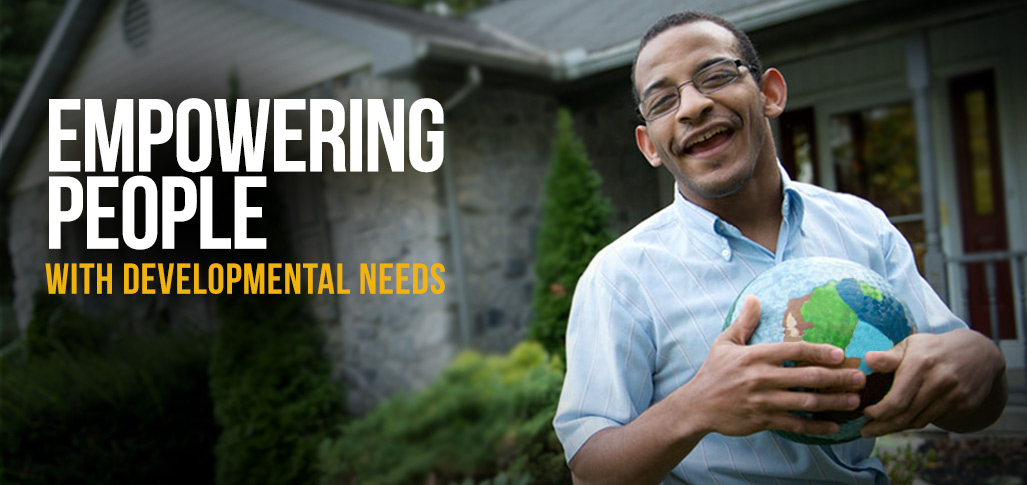 EMPOWERING
PEOPLE
WITH DEVELOPMENTAL NEEDS